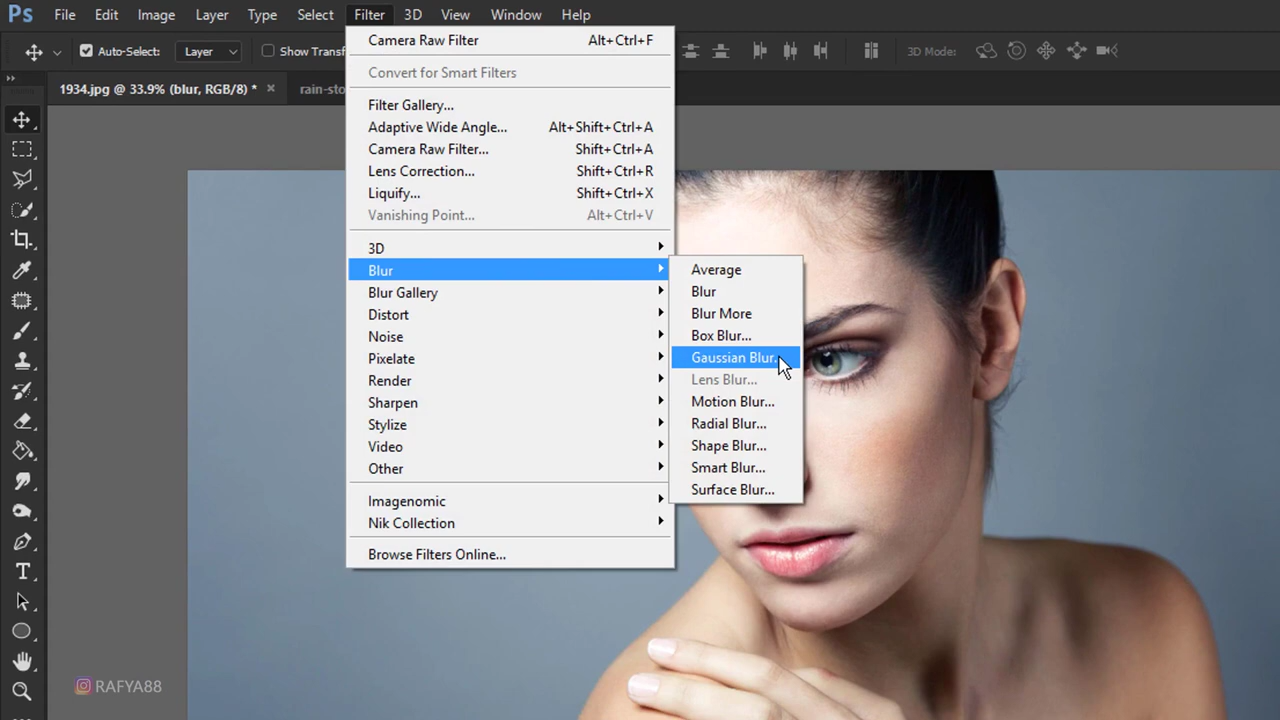 Ps File Edit Image Layer Type Select Filter 3D View Window Help
Auto-Select: Layer Show Transf 3D Mode:
1934.jpg @ 33.9% (blur, RGB/8) * × rain-sto
Camera Raw Filter Alt+Ctrl+F
Convert for Smart Filters
Filter Gallery...
Adaptive Wide Angle... Alt+Shift+Ctrl+A
Camera Raw Filter... Shift+Ctrl+A
Lens Correction... Shift+Ctrl+R
Liquify... Shift+Ctrl+X
Vanishing Point... Alt+Ctrl+V
3D
Blur
Blur Gallery
Distort
Noise
Pixelate
Render
Sharpen
Stylize
Video
Other
Imagenomic
Nik Collection
Browse Filters Online...
Average
Blur
Blur More
Box Blur...
Gaussian Blur...
Lens Blur...
Motion Blur...
Radial Blur...
Shape Blur...
Smart Blur...
Surface Blur...
RAFYA88